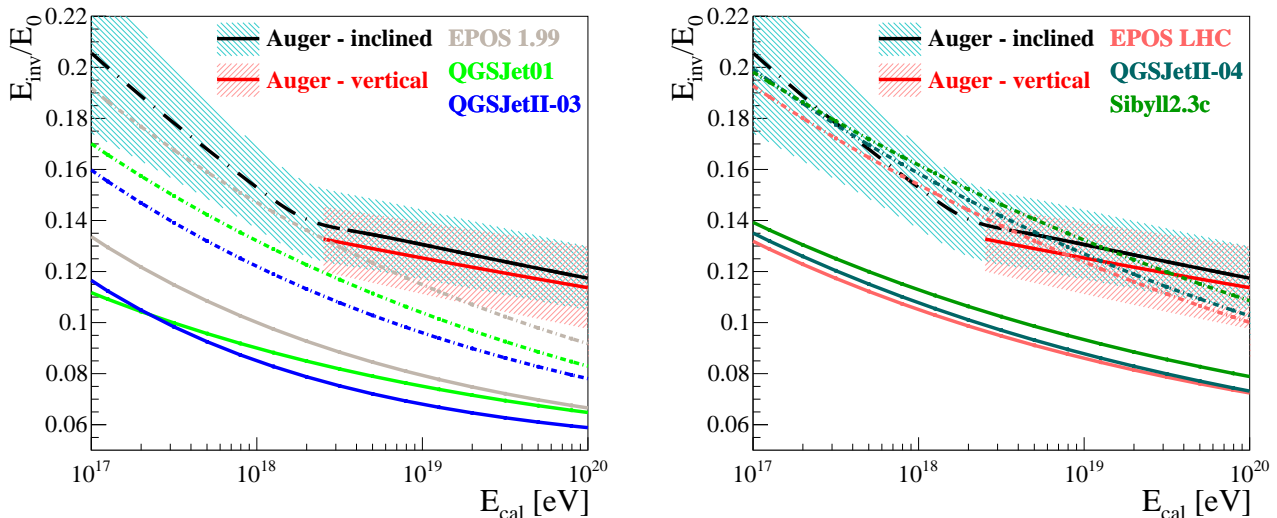 E_inv/E_0
0.22
0.2
0.18
0.16
0.14
0.12
0.1
0.08
0.06
Auger - inclined
Auger - vertical
EPOS 1.99
QGSJet01
QGSJetII-03
10^17
10^18
10^19
10^20
E_cal [eV]
E_inv/E_0
0.22
0.2
0.18
0.16
0.14
0.12
0.1
0.08
0.06
Auger - inclined
Auger - vertical
EPOS LHC
QGSJetII-04
Sibyll2.3c
10^17
10^18
10^19
10^20
E_cal [eV]